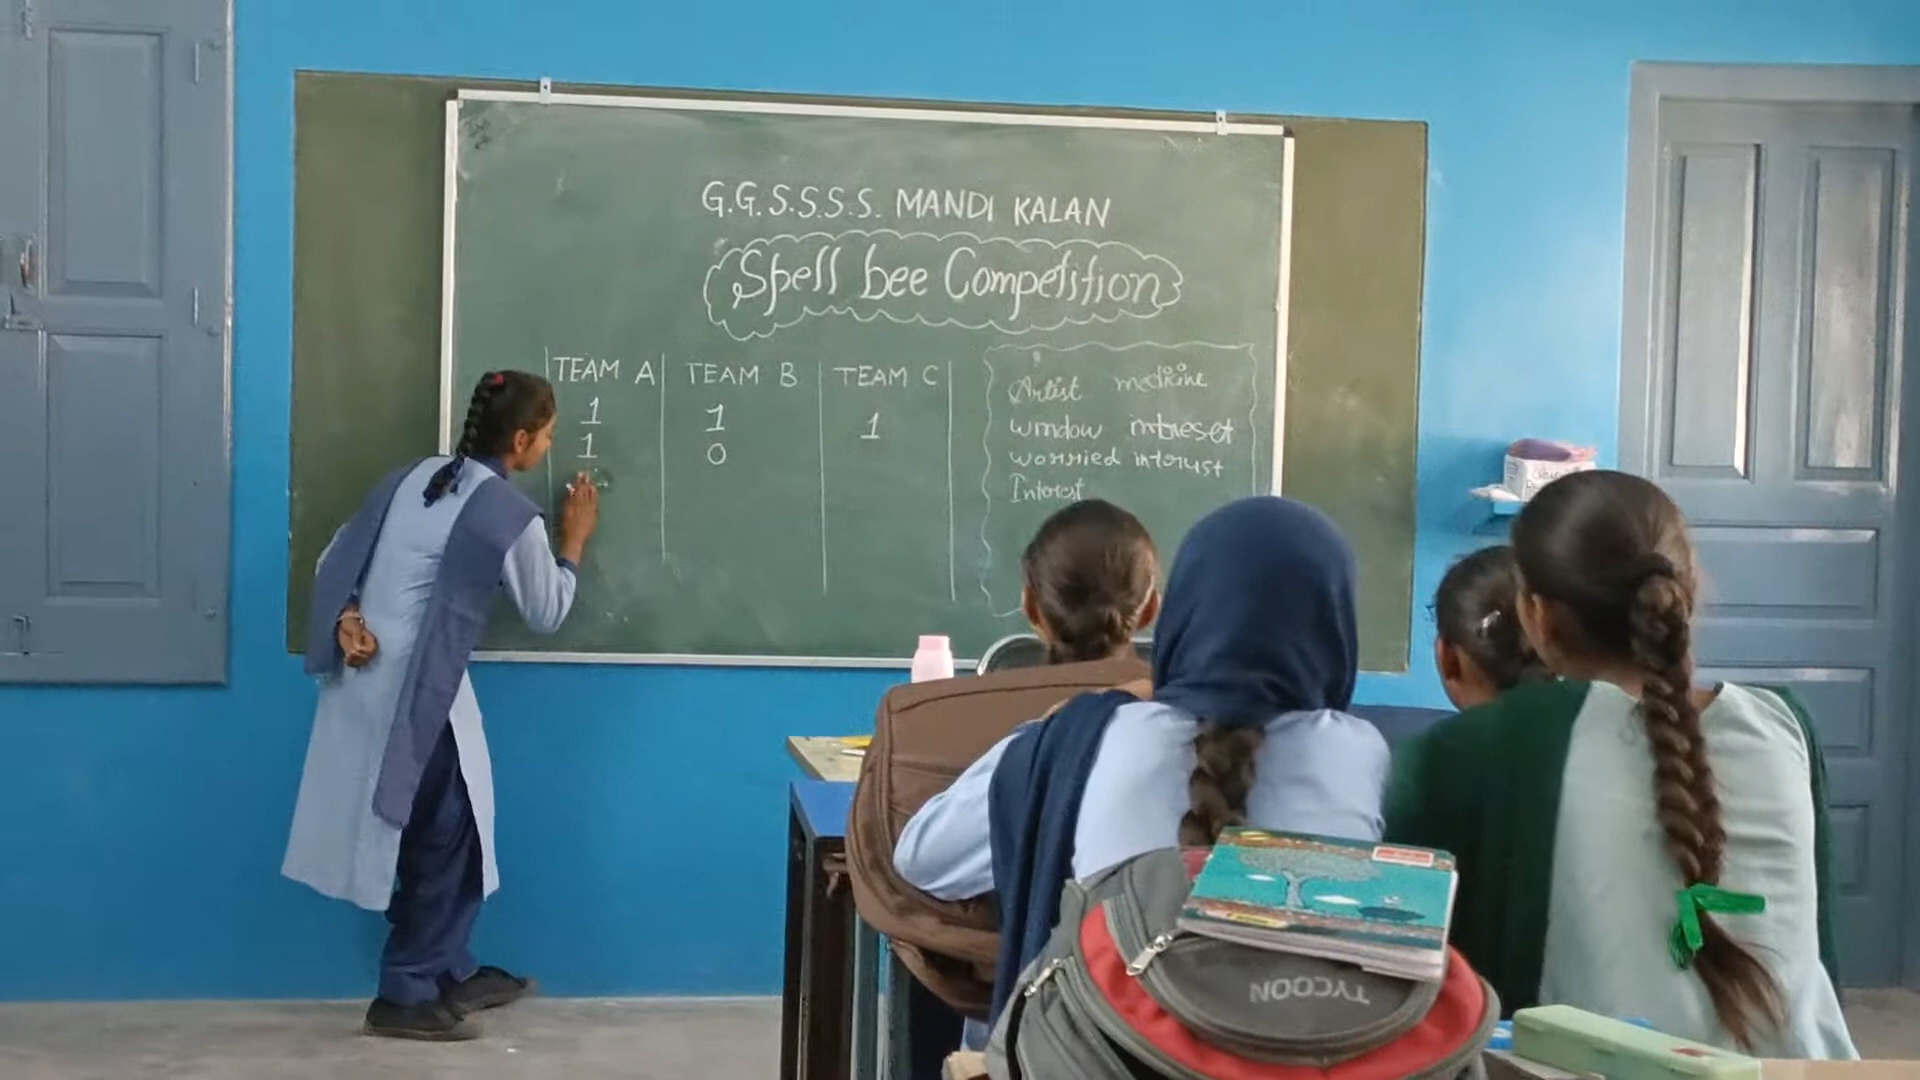 G.G.S.S.S.S. MANDI KALAN
Spell bee Competition
TEAM A TEAM B TEAM C
1 1 1
1 0
Artist medicine
window intreset
worried interust
Interest
TYCOON